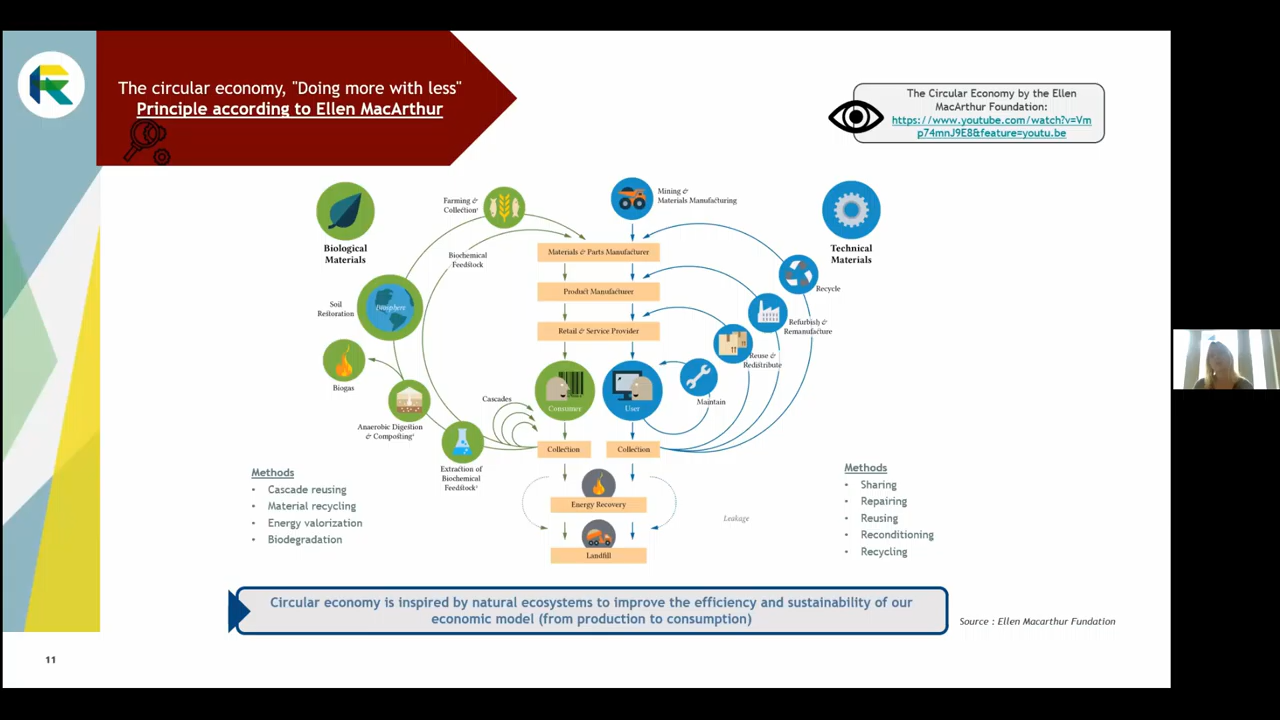 The circular economy, "Doing more with less"
Principle according to Ellen MacArthur
The Circular Economy by the Ellen
MacArthur Foundation:
https://www.youtube.com/watch?v=Vm
p74mnJ9E8&feature=youtu.be
Biological
Materials
Farming &
Collection¹
Biochemical
Feedstock
Soil
Restoration
Biosphere
Biogas
Anaerobic Digestion
& Composting²
Extraction of
Biochemical
Feedstock²
Cascades
Mining &
Materials Manufacturing
Materials & Parts Manufacturer
Product Manufacturer
Retail & Service Provider
Consumer
User
Collection
Collection
Energy Recovery
Landfill
Leakage
Technical
Materials
Recycle
Refurbish &
Remanufacture
Reuse &
Redistribute
Maintain
Methods
• Cascade reusing
• Material recycling
• Energy valorization
• Biodegradation
Methods
• Sharing
• Repairing
• Reusing
• Reconditioning
• Recycling
Circular economy is inspired by natural ecosystems to improve the efficiency and sustainability of our
economic model (from production to consumption)
Source : Ellen Macarthur Fundation
11